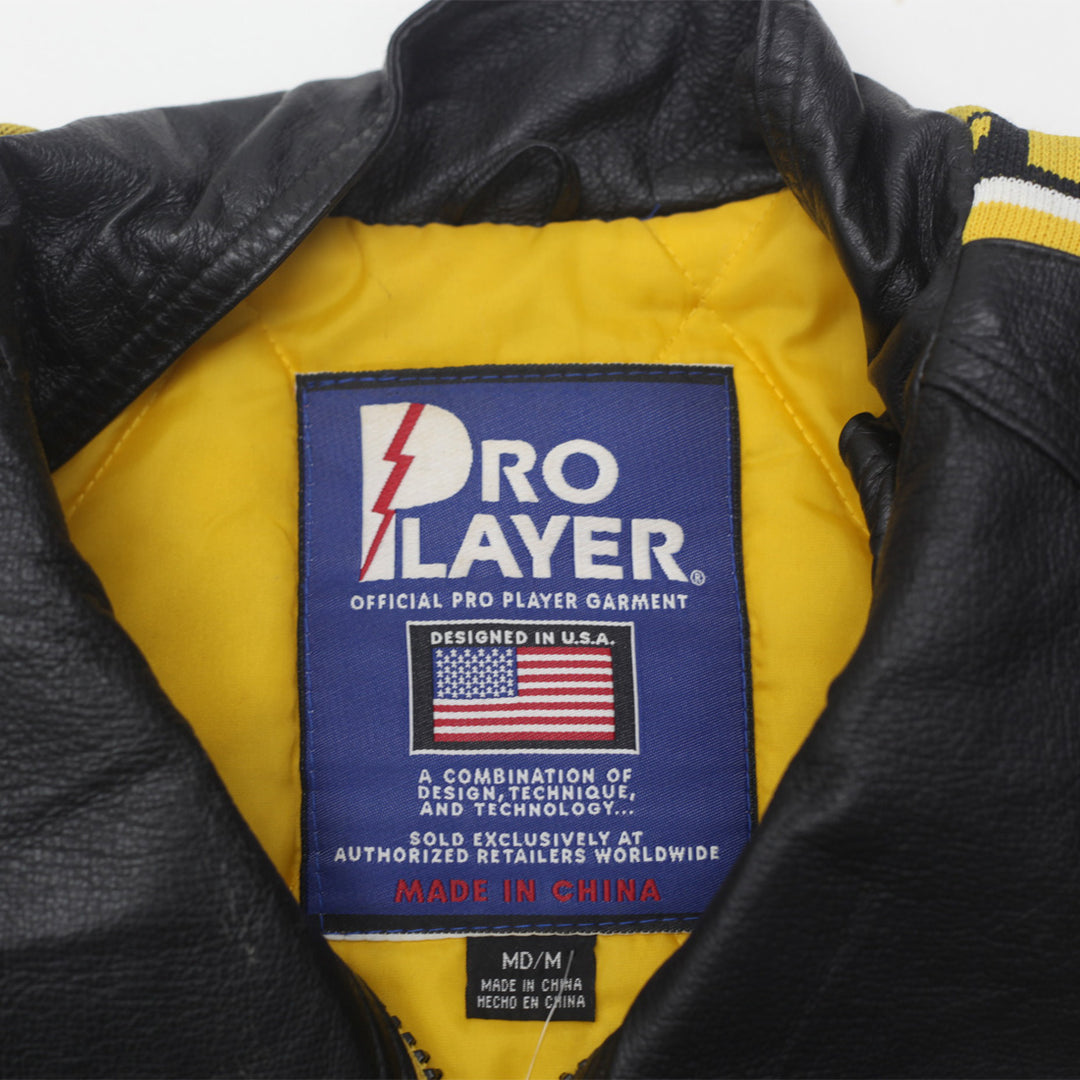 PRO
PLAYER®
OFFICIAL PRO PLAYER GARMENT
DESIGNED IN U.S.A.
A COMBINATION OF
DESIGN, TECHNIQUE,
AND TECHNOLOGY...
SOLD EXCLUSIVELY AT
AUTHORIZED RETAILERS WORLDWIDE
MADE IN CHINA
MD/M
MADE IN CHINA
HECHO EN CHINA